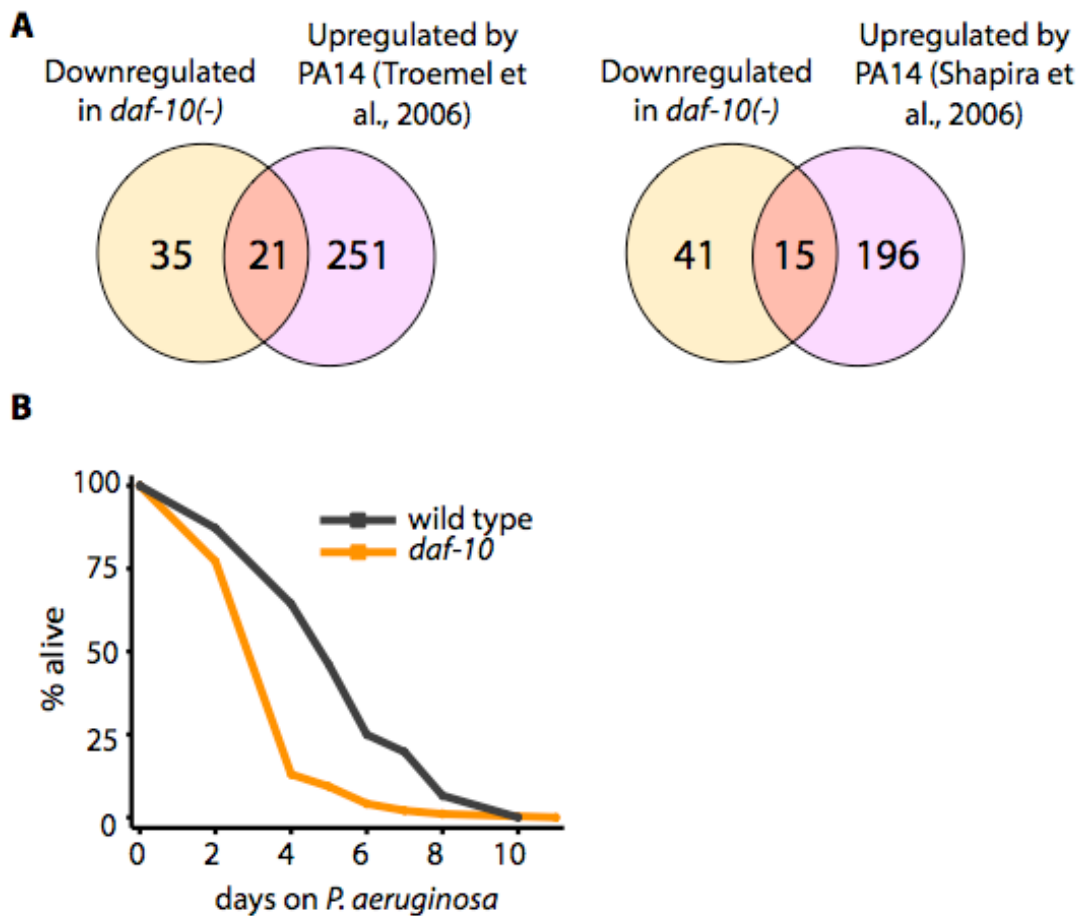 A
Downregulated
in daf-10(-)
Upregulated by
PA14 (Troemel et
al., 2006)
35
21
251
Downregulated
in daf-10(-)
Upregulated
by PA14 (Shapira et
al., 2006)
41
15
196
B
100
75
50
25
0
% alive
wild type
daf-10
0
2
4
6
8
10
days on P. aeruginosa